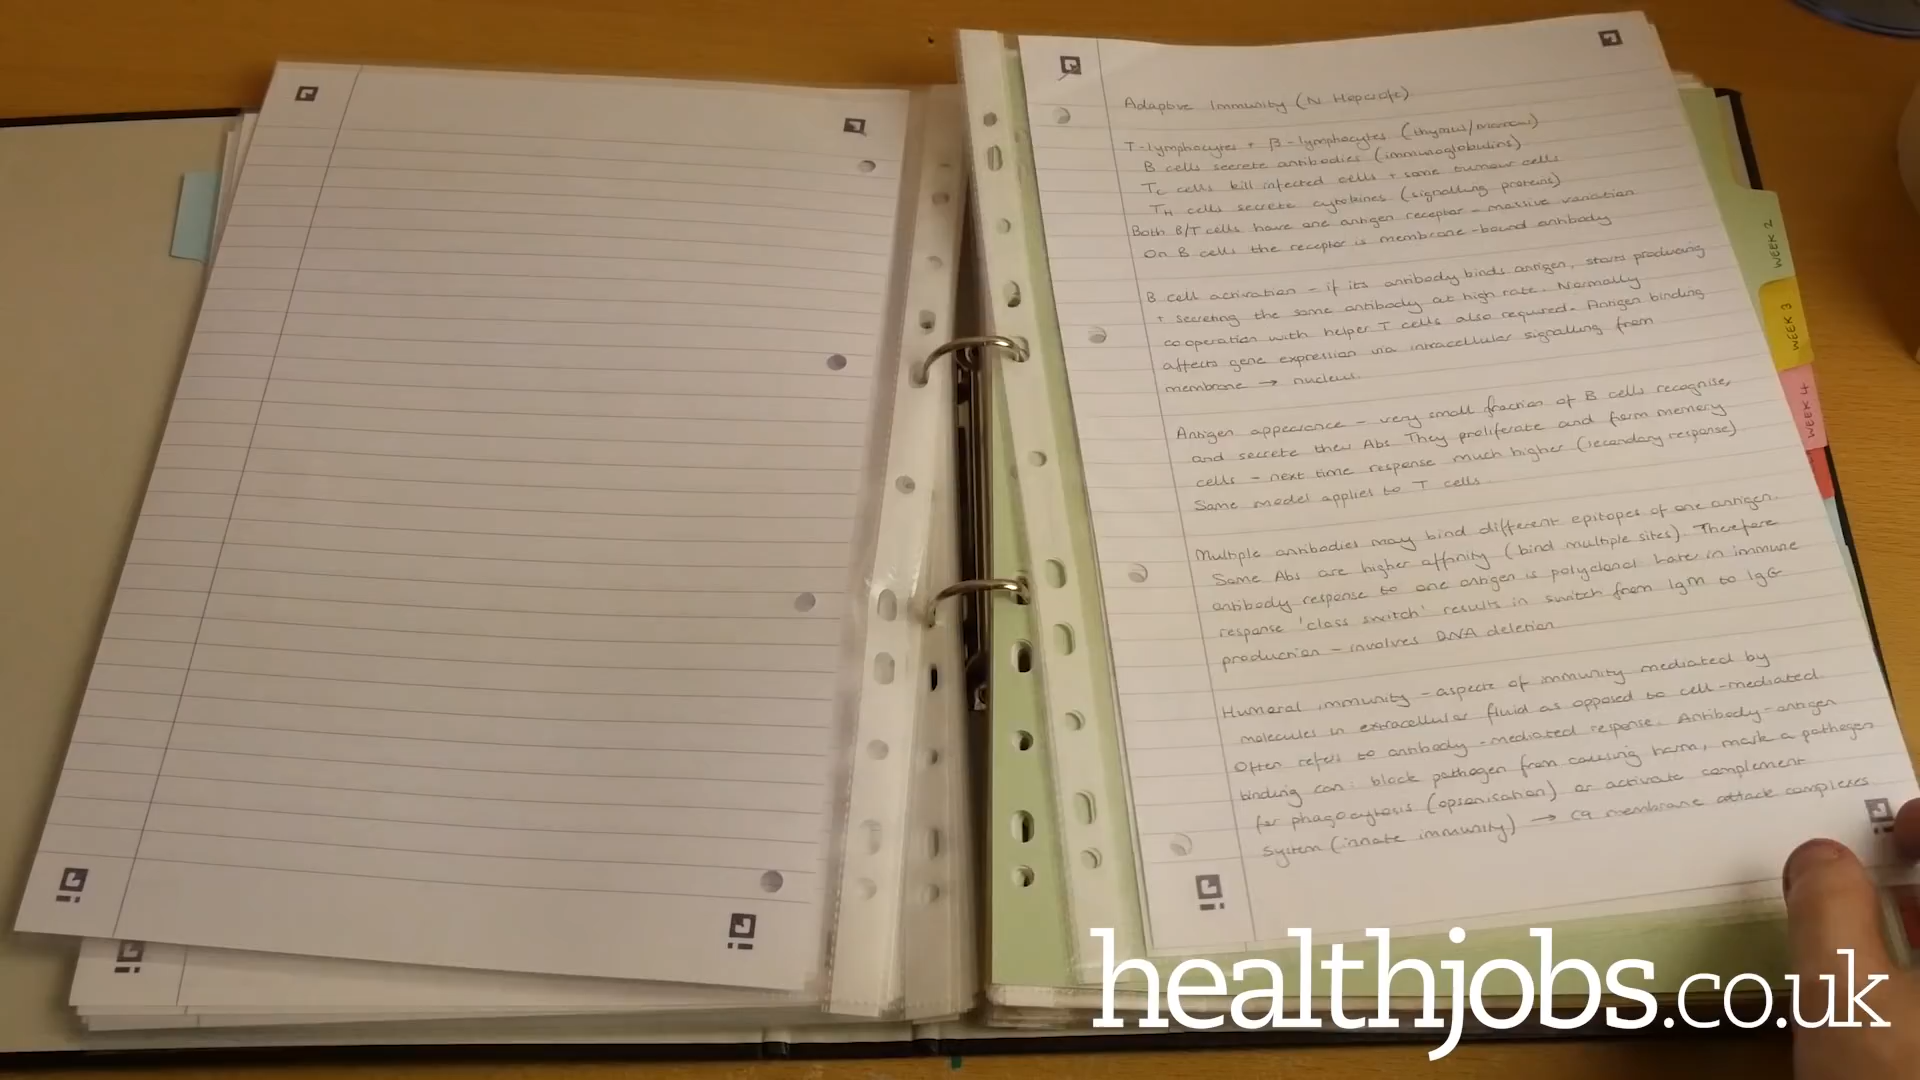 Adaptive Immunity (N
T-lymphocytes + B-lymphocytes (thymus/marrow)
B cells secrete antibodies (immunoglobulins)
Tc cells kill infected cells + some tumour cells
TH cells secrete cytokines (signalling proteins)
Both B/T cells have one antigen receptor - massive variation
On B cells the receptor is membrane-bound antibody
B cell activation - if its antibody binds antigen, starts producing
+ secreting the same antibody at high rate. Normally
cooperation with helper T cells also required. Antigen binding
affects gene expression via intracellular signalling from
membrane → nucleus.
Antigen appearance - very small fraction of B cells recognise,
and secrete their Abs. They proliferate and form memory
cells - next time response much higher (secondary response)
Same model applies to T cells.
Multiple antibodies may bind different epitopes of one antigen.
Some Abs are higher affinity (bind multiple sites). Therefore
antibody response to one antigen is polyclonal. Later in immune
response 'class switch' results in switch from IgM to IgG
production - involves DNA deletion
Humoral immunity - aspects of immunity mediated by
molecules in extracellular fluid as opposed to cell-mediated.
Often refers to antibody-mediated response. Antibody-antigen
binding can: block pathogen from causing harm, mark a pathogen
for phagocytosis (opsonisation) or activate complement
system (innate immunity) → C9 membrane attack complexes
WEEK 2
WEEK 3
WEEK 4
healthjobs.co.uk